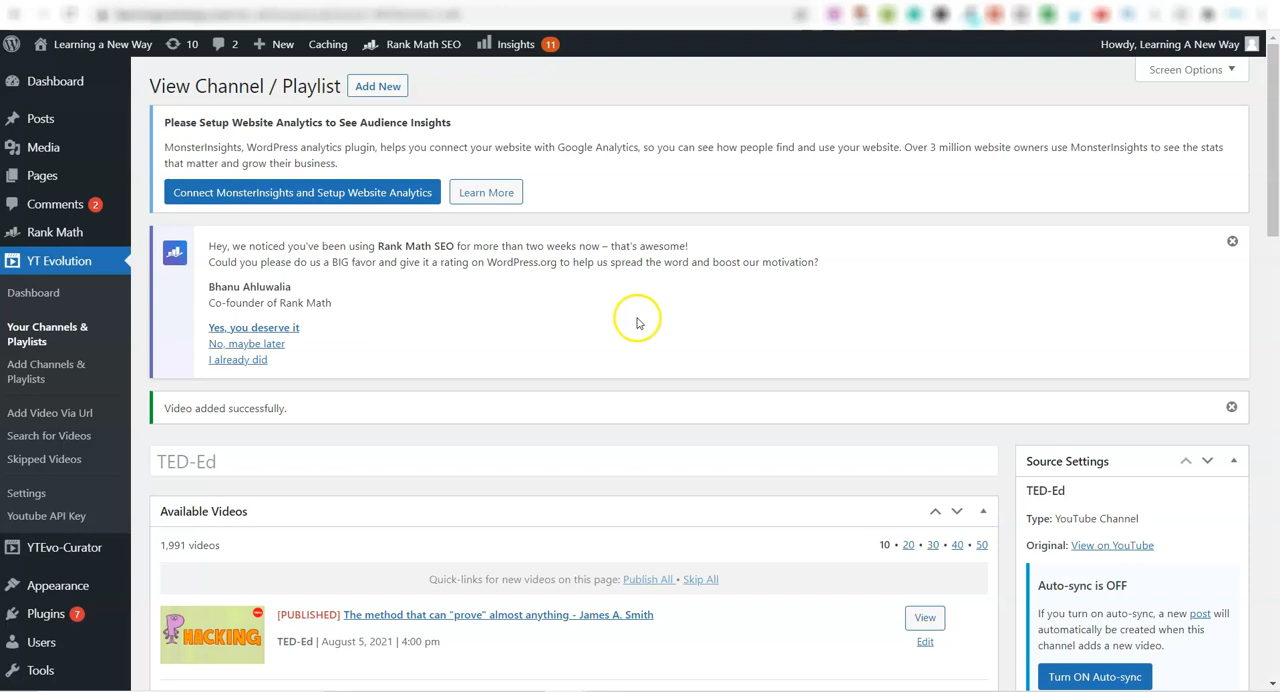 Learning a New Way 10 2 New Caching Rank Math SEO Insights 11 Howdy, Learning A New Way
Dashboard
Posts
Media
Pages
Comments 2
Rank Math
YT Evolution
Dashboard
Your Channels &
Playlists
Add Channels &
Playlists
Add Video Via Url
Search for Videos
Skipped Videos
Settings
Youtube API Key
YTEvo-Curator
Appearance
Plugins 7
Users
Tools
Screen Options
View Channel / Playlist Add New
Please Setup Website Analytics to See Audience Insights
MonsterInsights, WordPress analytics plugin, helps you connect your website with Google Analytics, so you can see how people find and use your website. Over 3 million website owners use MonsterInsights to see the stats
that matter and grow their business.
Connect MonsterInsights and Setup Website Analytics Learn More
Hey, we noticed you've been using Rank Math SEO for more than two weeks now – that's awesome!
Could you please do us a BIG favor and give it a rating on WordPress.org to help us spread the word and boost our motivation?
Bhanu Ahluwalia
Co-founder of Rank Math
Yes, you deserve it
No, maybe later
I already did
Video added successfully.
TED-Ed
Available Videos
1,991 videos 10 • 20 • 30 • 40 • 50
Quick-links for new videos on this page: Publish All • Skip All
HACKING
[PUBLISHED] The method that can "prove" almost anything - James A. Smith
TED-Ed | August 5, 2021 | 4:00 pm
View
Edit
Source Settings
TED-Ed
Type: YouTube Channel
Original: View on YouTube
Auto-sync is OFF
If you turn on auto-sync, a new post will
automatically be created when this
channel adds a new video.
Turn ON Auto-sync